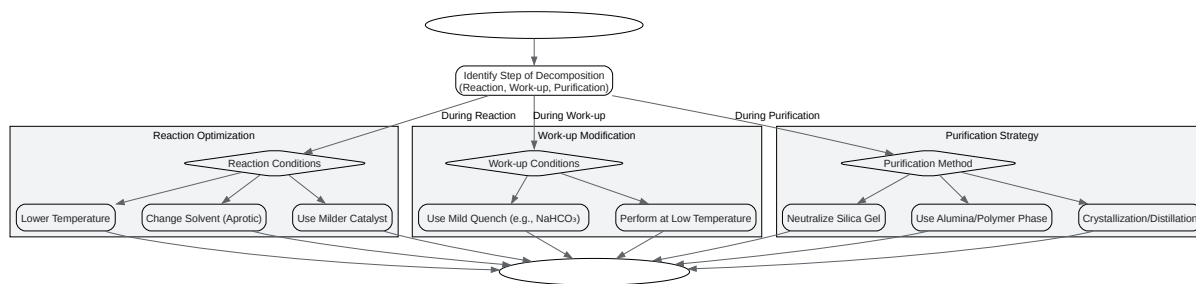 Identify Step of Decomposition
(Reaction, Work-up, Purification)
During Reaction
During Work-up
During Purification
Reaction Optimization
Work-up Modification
Purification Strategy
Reaction Conditions
Work-up Conditions
Purification Method
Lower Temperature
Change Solvent (Aprotic)
Use Milder Catalyst
Use Mild Quench (e.g., NaHCO₃)
Perform at Low Temperature
Neutralize Silica Gel
Use Alumina/Polymer Phase
Crystallization/Distillation